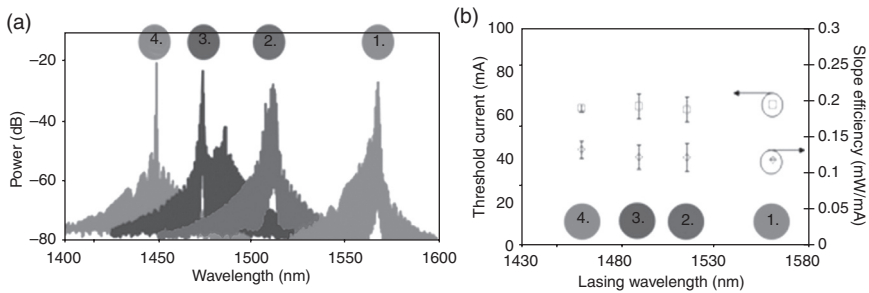 (a)
4. 3. 2. 1.
–20
–40
–60
–80
Power (dB)
1400 1450 1500 1550 1600
Wavelength (nm)
(b)
100
80
60
40
20
0
Threshold current (mA)
0.3
0.25
0.2
0.15
0.1
0.05
0
Slope efficiency (mW/mA)
4. 3. 2. 1.
1430 1480 1530 1580
Lasing wavelength (nm)